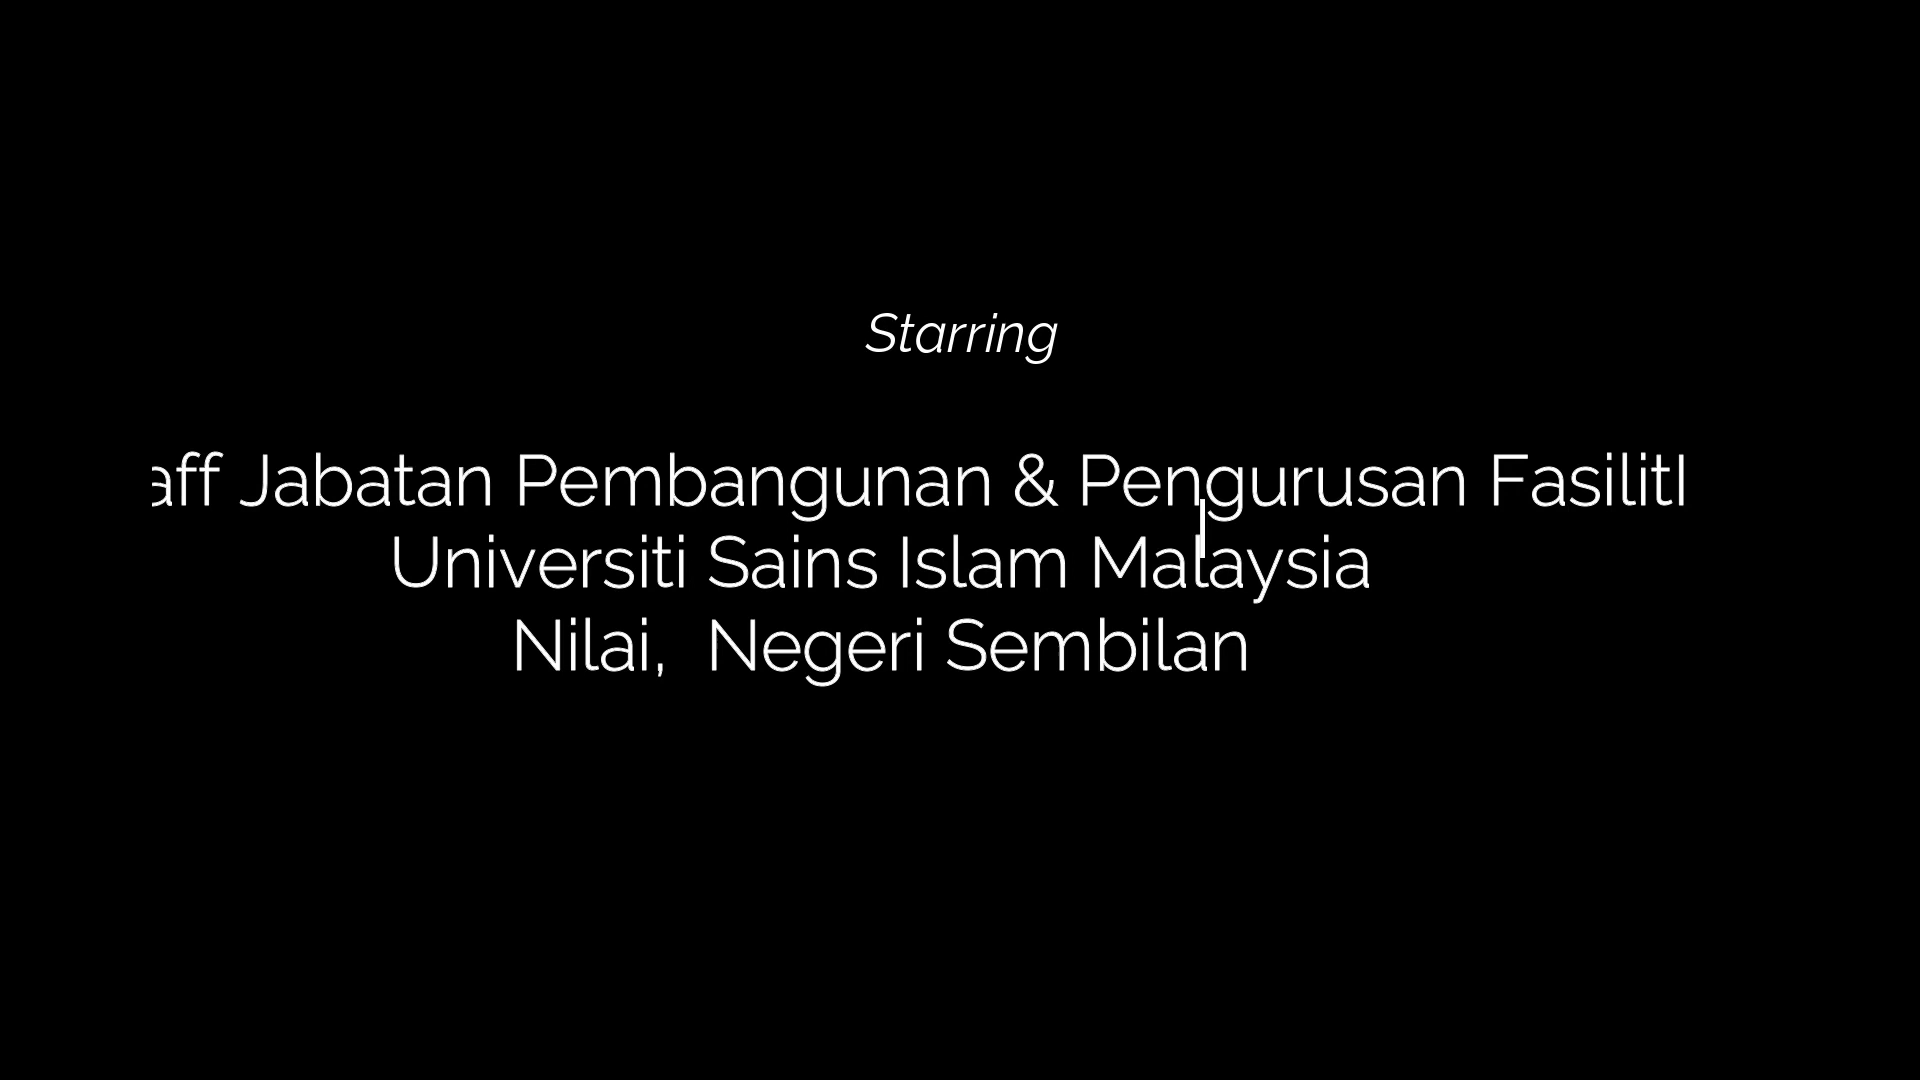 Starring
aff Jabatan Pembangunan & Pengurusan FasilitI
Universiti Sains Islam Malaysia
Nilai,  Negeri Sembilan